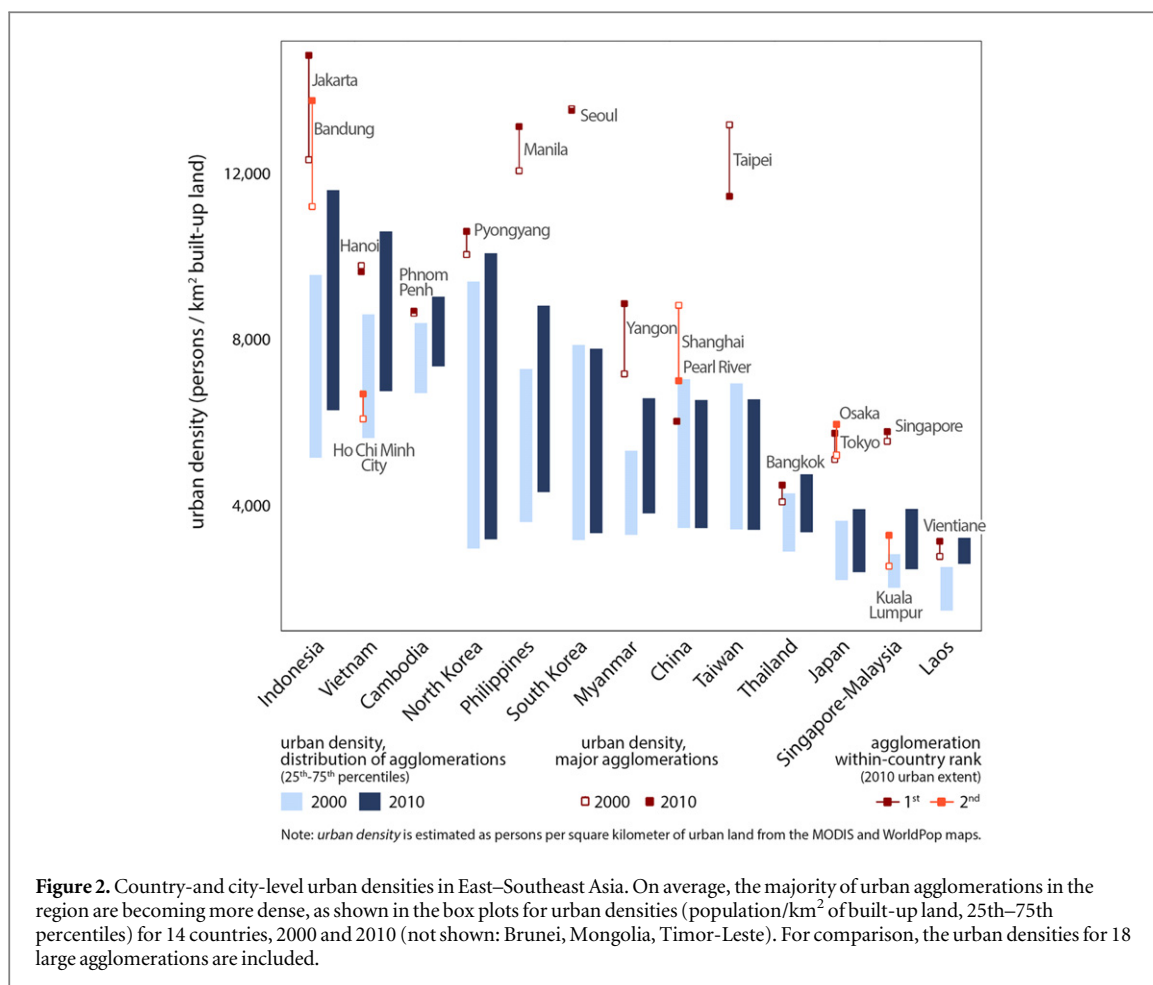 urban density (persons / km² built-up land)
12,000
8,000
4,000
Jakarta
Bandung
Hanoi
Ho Chi Minh
City
Phnom
Penh
Pyongyang
Manila
Seoul
Yangon
Shanghai
Pearl River
Taipei
Bangkok
Osaka
Tokyo
Singapore
Kuala
Lumpur
Vientiane
Indonesia
Vietnam
Cambodia
North Korea
Philippines
South Korea
Myanmar
China
Taiwan
Thailand
Japan
Singapore-Malaysia
Laos
urban density,
distribution of agglomerations
(25th-75th percentiles)
2000 2010
urban density,
major agglomerations
2000 2010
agglomeration
within-country rank
(2010 urban extent)
1st 2nd
Note: urban density is estimated as persons per square kilometer of urban land from the MODIS and WorldPop maps.
Figure 2. Country-and city-level urban densities in East–Southeast Asia. On average, the majority of urban agglomerations in the
region are becoming more dense, as shown in the box plots for urban densities (population/km² of built-up land, 25th–75th
percentiles) for 14 countries, 2000 and 2010 (not shown: Brunei, Mongolia, Timor-Leste). For comparison, the urban densities for 18
large agglomerations are included.